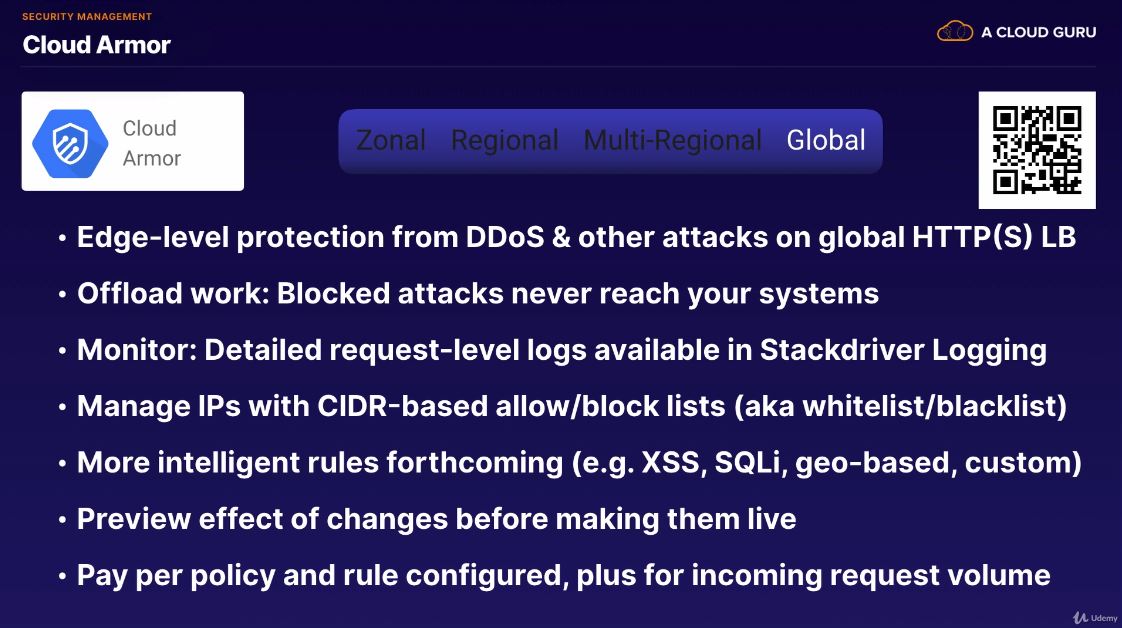 SECURITY MANAGEMENT
Cloud Armor
A CLOUD GURU
Cloud
Armor
Zonal Regional Multi-Regional Global
• Edge-level protection from DDoS & other attacks on global HTTP(S) LB
• Offload work: Blocked attacks never reach your systems
• Monitor: Detailed request-level logs available in Stackdriver Logging
• Manage IPs with CIDR-based allow/block lists (aka whitelist/blacklist)
• More intelligent rules forthcoming (e.g. XSS, SQLi, geo-based, custom)
• Preview effect of changes before making them live
• Pay per policy and rule configured, plus for incoming request volume
Udemy